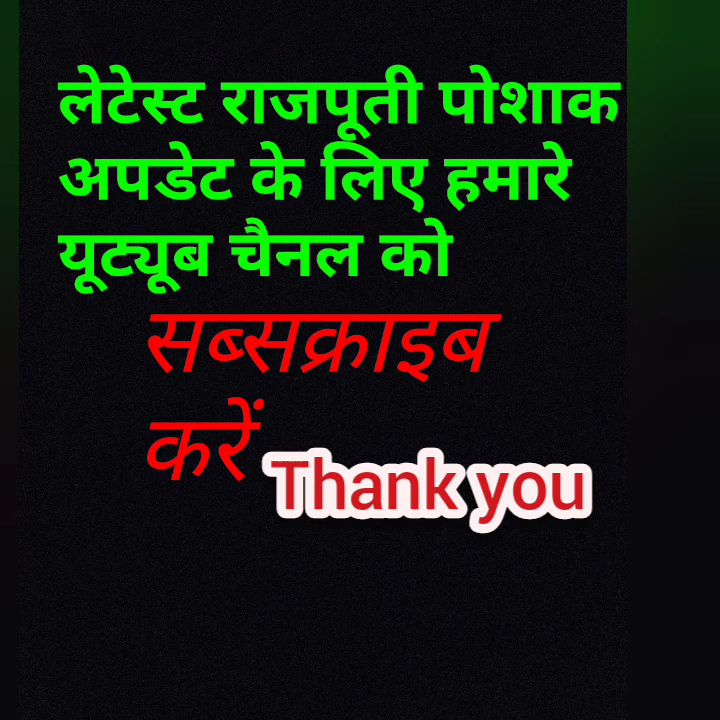 लेटेस्ट राजपूती पोशाक
अपडेट के लिए हमारे
यूट्यूब चैनल को
सब्सक्राइब
करें
Thank you